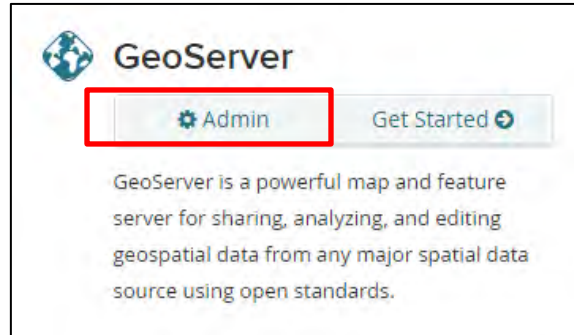 GeoServer
Admin Get Started
GeoServer is a powerful map and feature
server for sharing, analyzing, and editing
geospatial data from any major spatial data
source using open standards.